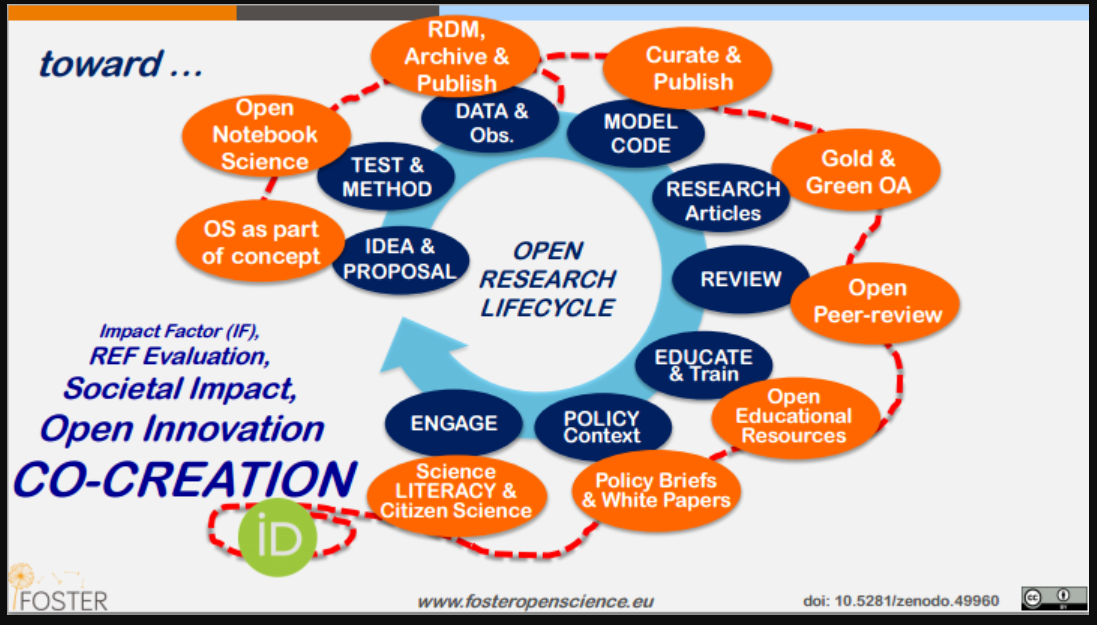 toward ...
RDM,
Archive &
Publish
Curate &
Publish
Open
Notebook
Science
DATA &
Obs.
MODEL
CODE
Gold &
Green OA
TEST &
METHOD
RESEARCH
Articles
OS as part
of concept
IDEA &
PROPOSAL
OPEN
RESEARCH
LIFECYCLE
REVIEW
Open
Peer-review
Impact Factor (IF),
REF Evaluation,
Societal Impact,
Open Innovation
CO-CREATION
EDUCATE
& Train
Open
Educational
Resources
ENGAGE
POLICY
Context
Science
LITERACY &
Citizen Science
Policy Briefs
& White Papers
iD
FOSTER
www.fosteropenscience.eu
doi: 10.5281/zenodo.49960
cc
BY